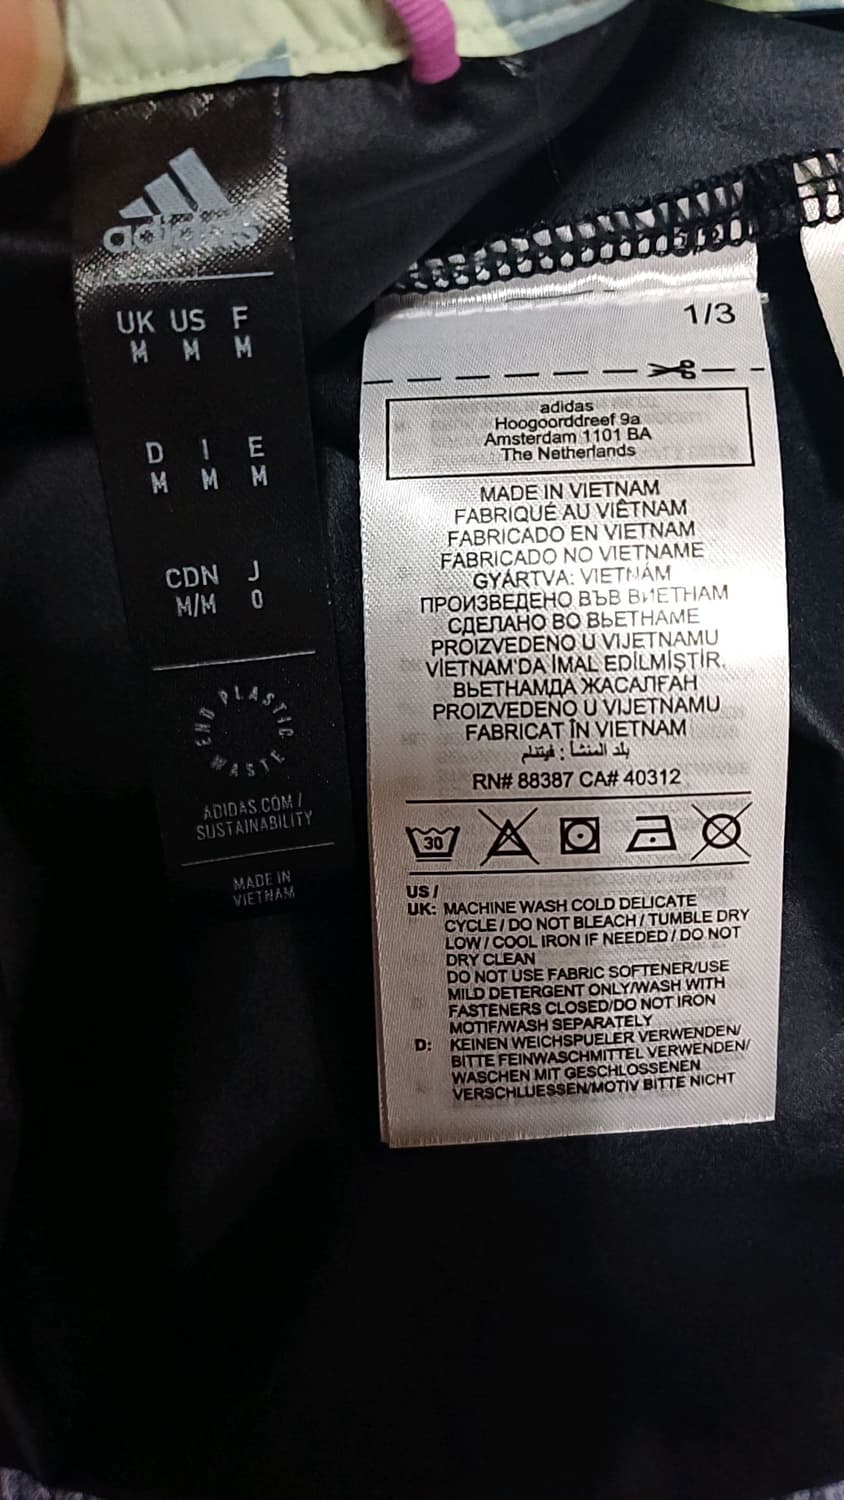 adidas
UK US F
M M M
D I E
M M M
CDN J
M/M O
END PLASTIC WASTE
ADIDAS.COM/
SUSTAINABILITY
MADE IN
VIETNAM
1/3
adidas
Hoogoorddreef 9a
Amsterdam 1101 BA
The Netherlands
MADE IN VIETNAM
FABRIQUÉ AU VIÊTNAM
FABRICADO EN VIETNAM
FABRICADO NO VIETNAME
GYÁRTVA: VIETNÁM
ПРОИЗВЕДЕНО ВЪВ ВИЕТНАМ
СДЕЛАНО ВО ВЬЕТНАМЕ
PROIZVEDENO U VIJETNAMU
VİETNAM'DA İMAL EDİLMİŞTİR.
ВЬЕТНАМДА ЖАСАЛҒАН
PROIZVEDENO U VIJETNAMU
FABRICAT ÎN VIETNAM
بلد المنشأ : فيتنام
RN# 88387 CA# 40312
30
US /
UK: MACHINE WASH COLD DELICATE
CYCLE / DO NOT BLEACH / TUMBLE DRY
LOW / COOL IRON IF NEEDED / DO NOT
DRY CLEAN
DO NOT USE FABRIC SOFTENER/USE
MILD DETERGENT ONLY/WASH WITH
FASTENERS CLOSED/DO NOT IRON
MOTIF/WASH SEPARATELY
D: KEINEN WEICHSPUELER VERWENDEN/
BITTE FEINWASCHMITTEL VERWENDEN/
WASCHEN MIT GESCHLOSSENEN
VERSCHLUESSEN/MOTIV BITTE NICHT